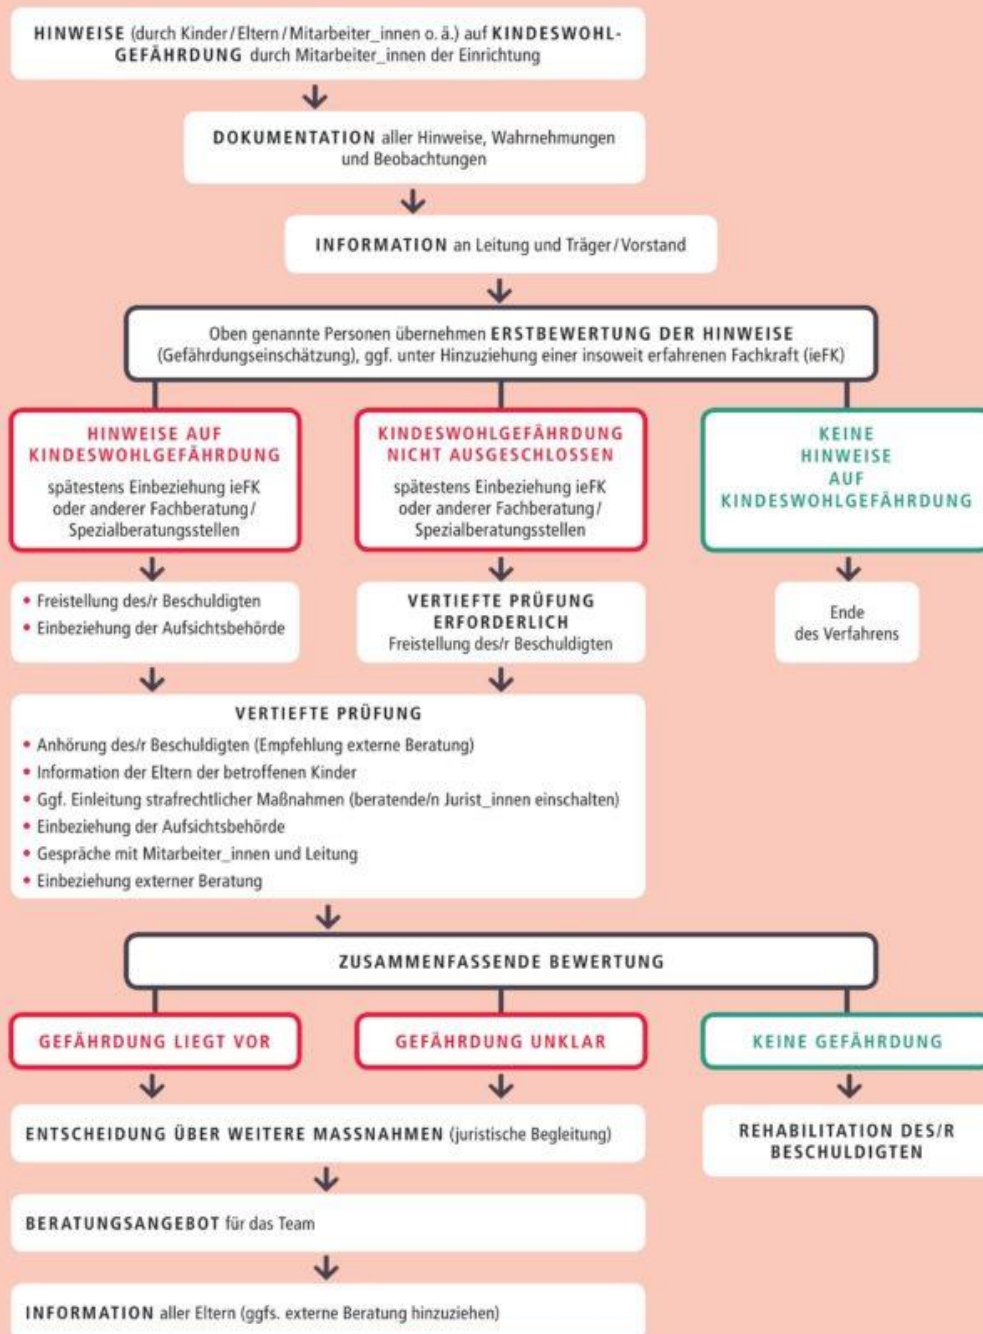 HINWEISE (durch Kinder/Eltern/Mitarbeiter_innen o. ä.) auf KINDESWOHL-
GEFÄHRDUNG durch Mitarbeiter_innen der Einrichtung
DOKUMENTATION aller Hinweise, Wahrnehmungen
und Beobachtungen
INFORMATION an Leitung und Träger/Vorstand
Oben genannte Personen übernehmen ERSTBEWERTUNG DER HINWEISE
(Gefährdungseinschätzung), ggf. unter Hinzuziehung einer insoweit erfahrenen Fachkraft (ieFK)
HINWEISE AUF
KINDESWOHLGEFÄHRDUNG
spätestens Einbeziehung ieFK
oder anderer Fachberatung/
Spezialberatungsstellen
KINDESWOHLGEFÄHRDUNG
NICHT AUSGESCHLOSSEN
spätestens Einbeziehung ieFK
oder anderer Fachberatung/
Spezialberatungsstellen
KEINE
HINWEISE
AUF
KINDESWOHLGEFÄHRDUNG
• Freistellung des/r Beschuldigten
• Einbeziehung der Aufsichtsbehörde
VERTIEFTE PRÜFUNG
ERFORDERLICH
Freistellung des/r Beschuldigten
Ende
des Verfahrens
VERTIEFTE PRÜFUNG
• Anhörung des/r Beschuldigten (Empfehlung externe Beratung)
• Information der Eltern der betroffenen Kinder
• Ggf. Einleitung strafrechtlicher Maßnahmen (beratende/n Jurist_innen einschalten)
• Einbeziehung der Aufsichtsbehörde
• Gespräche mit Mitarbeiter_innen und Leitung
• Einbeziehung externer Beratung
ZUSAMMENFASSENDE BEWERTUNG
GEFÄHRDUNG LIEGT VOR
GEFÄHRDUNG UNKLAR
KEINE GEFÄHRDUNG
ENTSCHEIDUNG ÜBER WEITERE MASSNAHMEN (juristische Begleitung)
REHABILITATION DES/R
BESCHULDIGTEN
BERATUNGSANGEBOT für das Team
INFORMATION aller Eltern (ggfs. externe Beratung hinzuziehen)